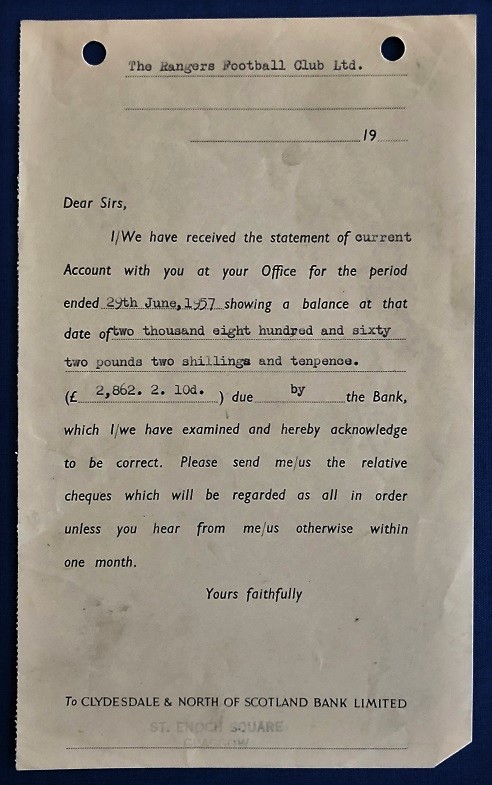 The Rangers Football Club Ltd.
19
Dear Sirs,
I/We have received the statement of current
Account with you at your Office for the period
ended 29th June, 1957 showing a balance at that
date of two thousand eight hundred and sixty
two pounds two shillings and tenpence.
(£ 2,862. 2. 10d. ) due by the Bank,
which I/we have examined and hereby acknowledge
to be correct. Please send me/us the relative
cheques which will be regarded as all in order
unless you hear from me/us otherwise within
one month.
Yours faithfully
To CLYDESDALE & NORTH OF SCOTLAND BANK LIMITED
ST. ENOCH SQUARE
GLASGOW